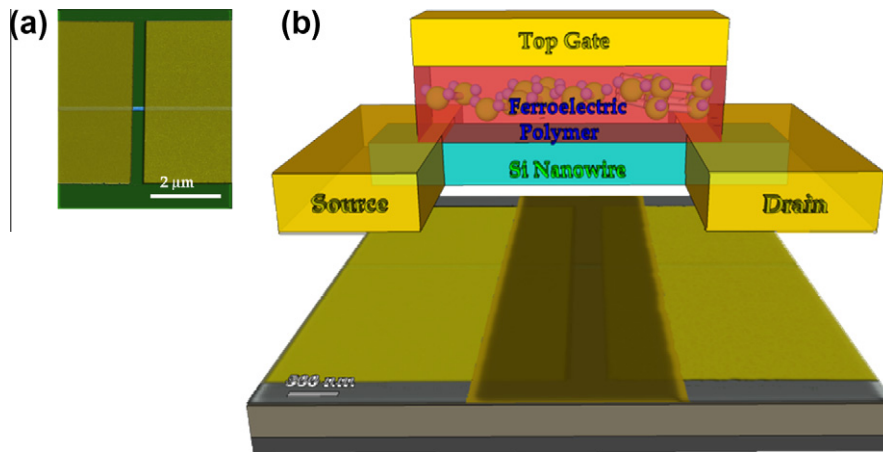 (a)
2 μm
(b)
Top Gate
Ferroelectric
Polymer
Si Nanowire
Source
Drain